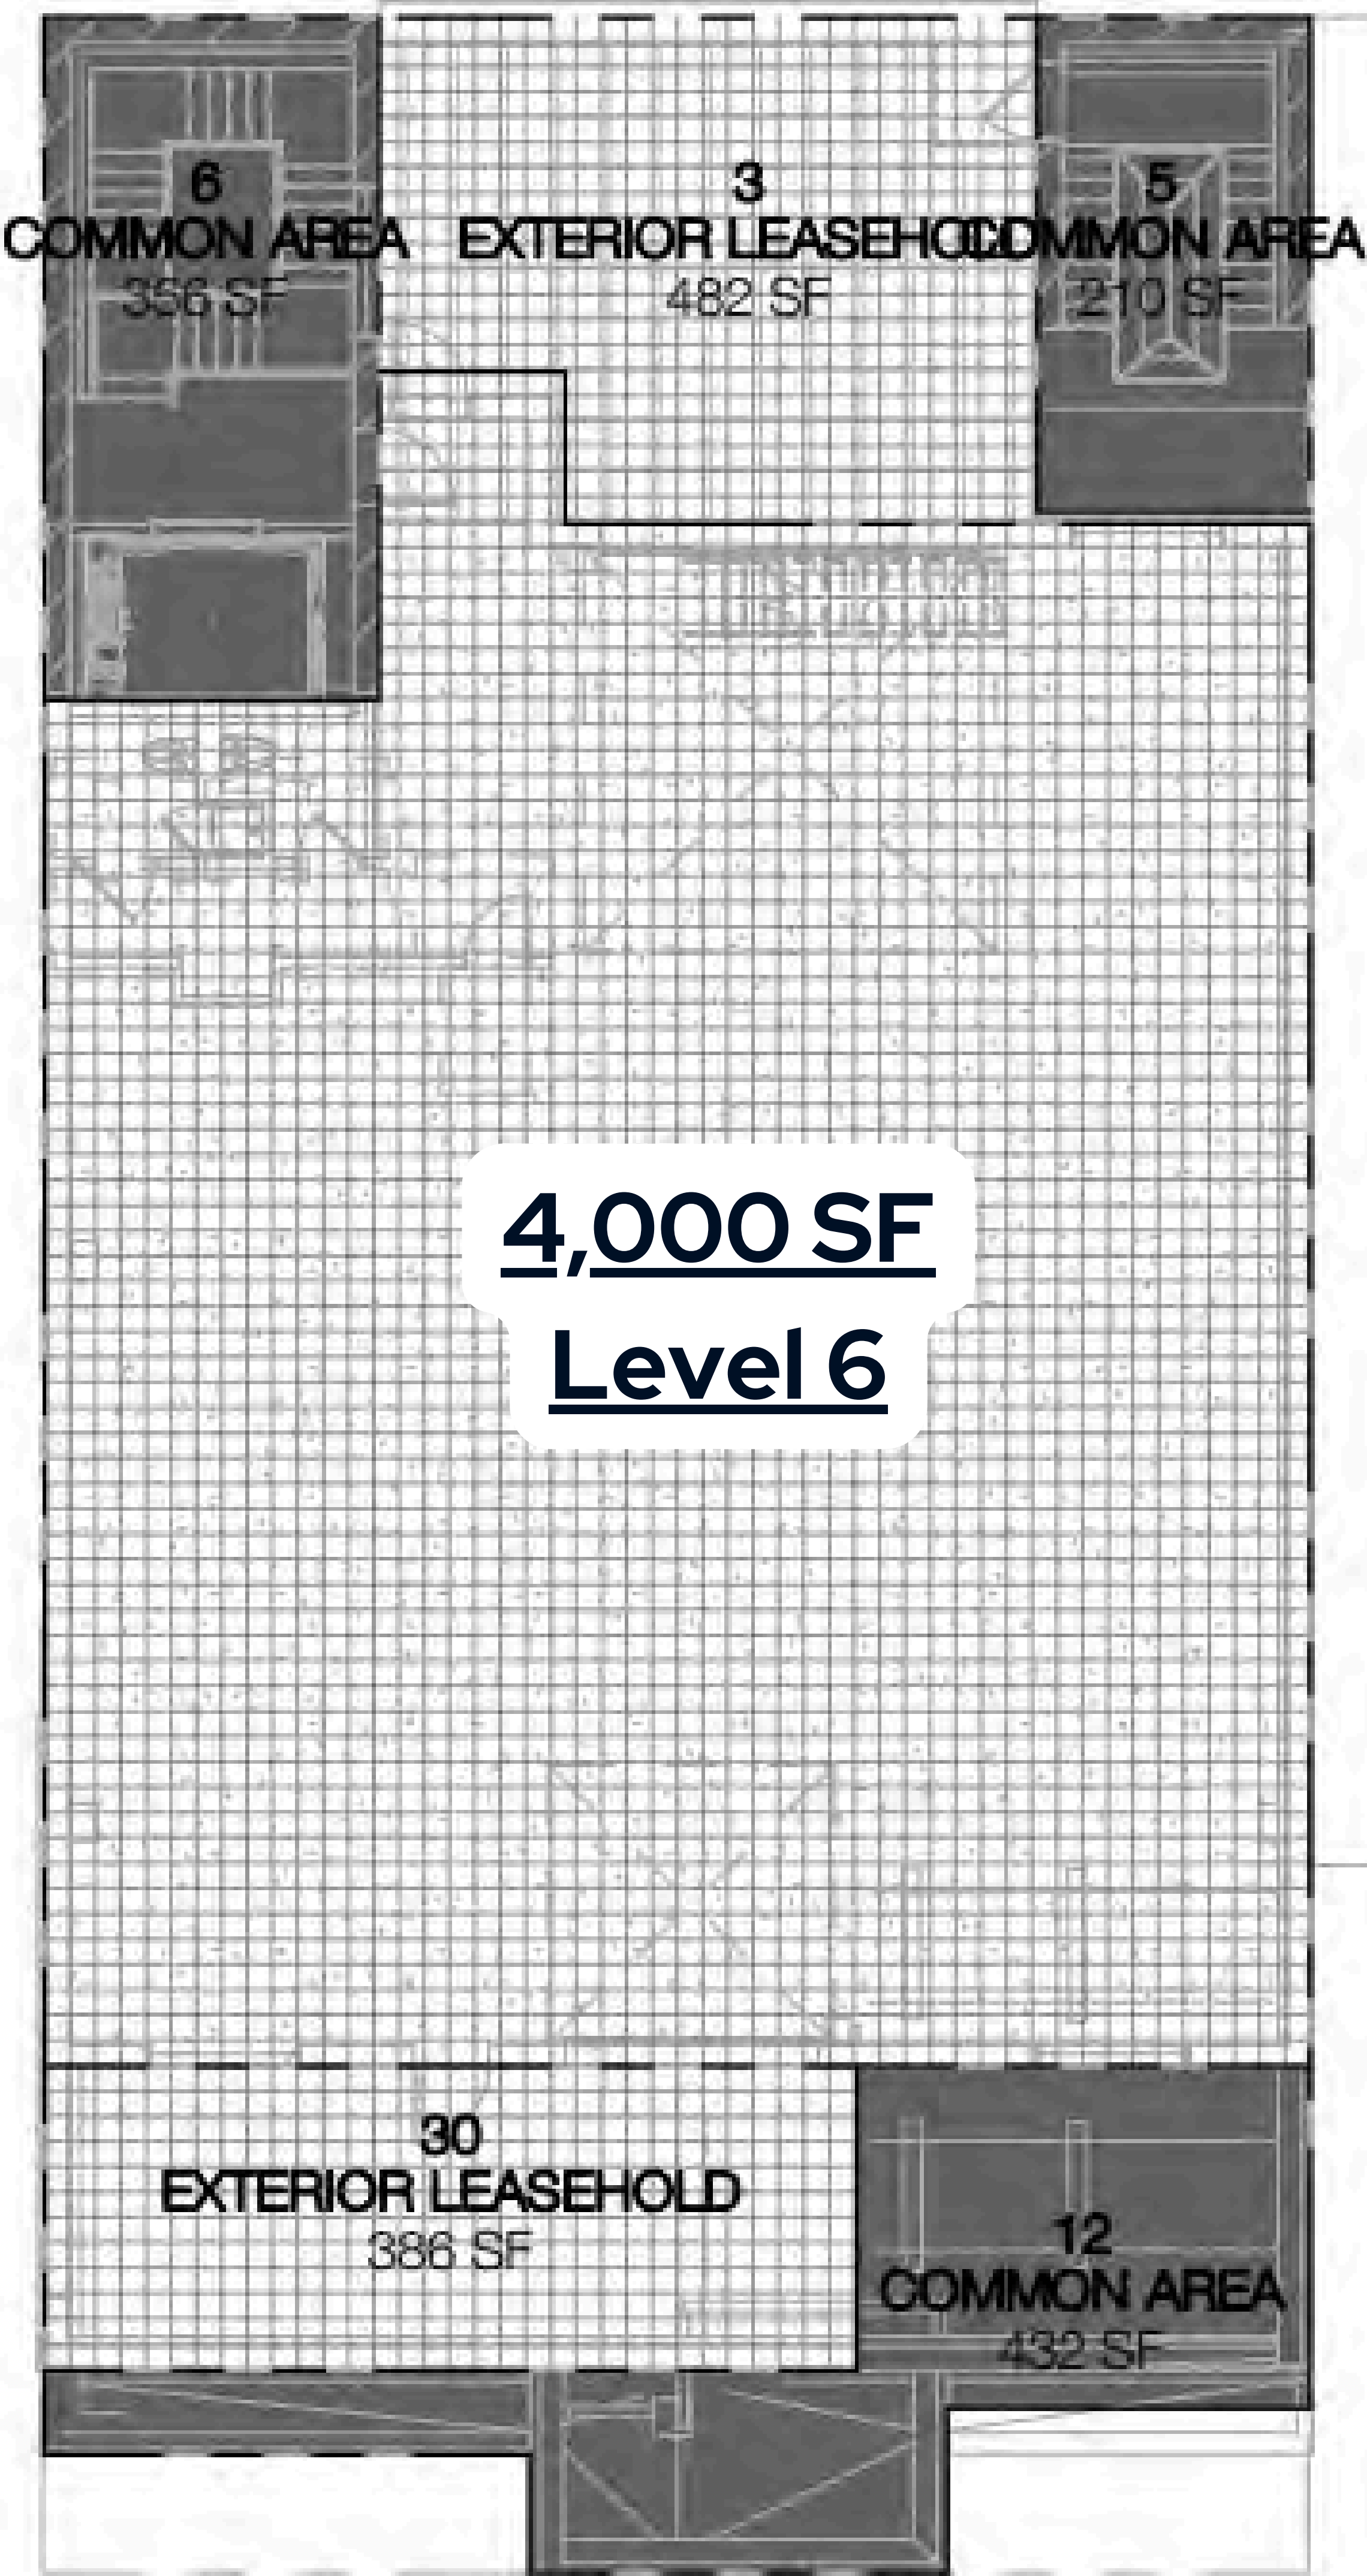 6
COMMON AREA
356 SF
3
EXTERIOR LEASEHOLD
482 SF
5
COMMON AREA
210 SF
4,000 SF
Level 6
30
EXTERIOR LEASEHOLD
386 SF
12
COMMON AREA
432 SF